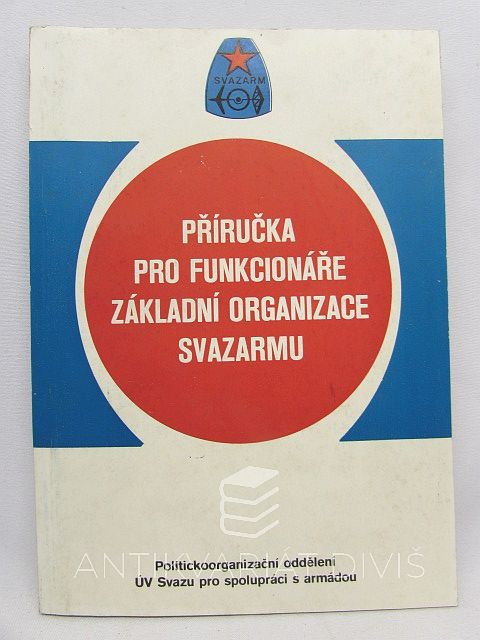 SVAZARM
PŘÍRUČKA
PRO FUNKCIONÁŘE
ZÁKLADNÍ ORGANIZACE
SVAZARMU
ANTIKVARIÁT DIVIŠ
Politickoorganizační oddělení
ÚV Svazu pro spolupráci s armádou